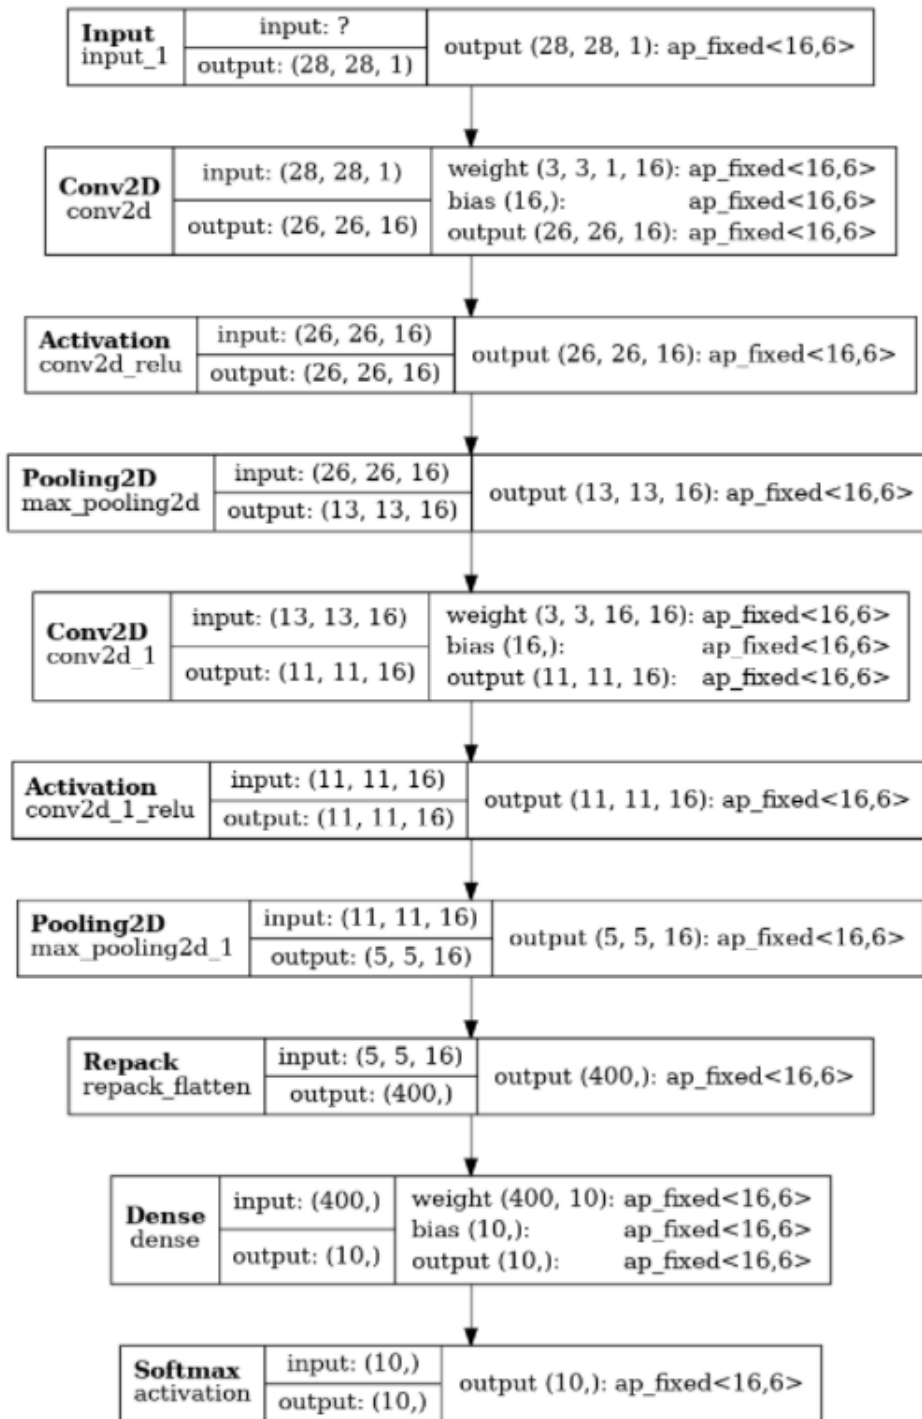 Input
input_1
input: ?
output: (28, 28, 1)
output (28, 28, 1): ap_fixed<16,6>
Conv2D
conv2d
input: (28, 28, 1)
output: (26, 26, 16)
weight (3, 3, 1, 16): ap_fixed<16,6>
bias (16,): ap_fixed<16,6>
output (26, 26, 16): ap_fixed<16,6>
Activation
conv2d_relu
input: (26, 26, 16)
output: (26, 26, 16)
output (26, 26, 16): ap_fixed<16,6>
Pooling2D
max_pooling2d
input: (26, 26, 16)
output: (13, 13, 16)
output (13, 13, 16): ap_fixed<16,6>
Conv2D
conv2d_1
input: (13, 13, 16)
output: (11, 11, 16)
weight (3, 3, 16, 16): ap_fixed<16,6>
bias (16,): ap_fixed<16,6>
output (11, 11, 16): ap_fixed<16,6>
Activation
conv2d_1_relu
input: (11, 11, 16)
output: (11, 11, 16)
output (11, 11, 16): ap_fixed<16,6>
Pooling2D
max_pooling2d_1
input: (11, 11, 16)
output: (5, 5, 16)
output (5, 5, 16): ap_fixed<16,6>
Repack
repack_flatten
input: (5, 5, 16)
output: (400,)
output (400,): ap_fixed<16,6>
Dense
dense
input: (400,)
output: (10,)
weight (400, 10): ap_fixed<16,6>
bias (10,): ap_fixed<16,6>
output (10,): ap_fixed<16,6>
Softmax
activation
input: (10,)
output: (10,)
output (10,): ap_fixed<16,6>